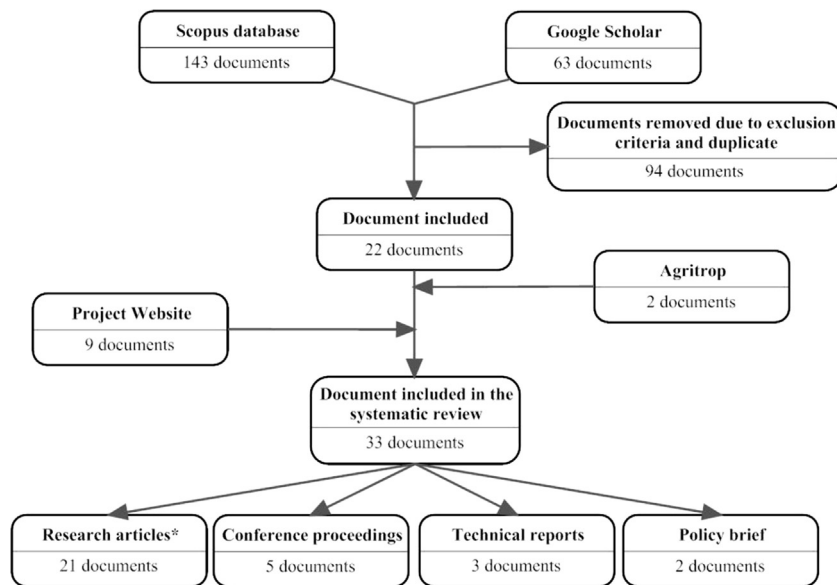 Scopus database
143 documents
Google Scholar
63 documents
Documents removed due to exclusion
criteria and duplicate
94 documents
Document included
22 documents
Agritrop
2 documents
Project Website
9 documents
Document included in the
systematic review
33 documents
Research articles*
21 documents
Conference proceedings
5 documents
Technical reports
3 documents
Policy brief
2 documents